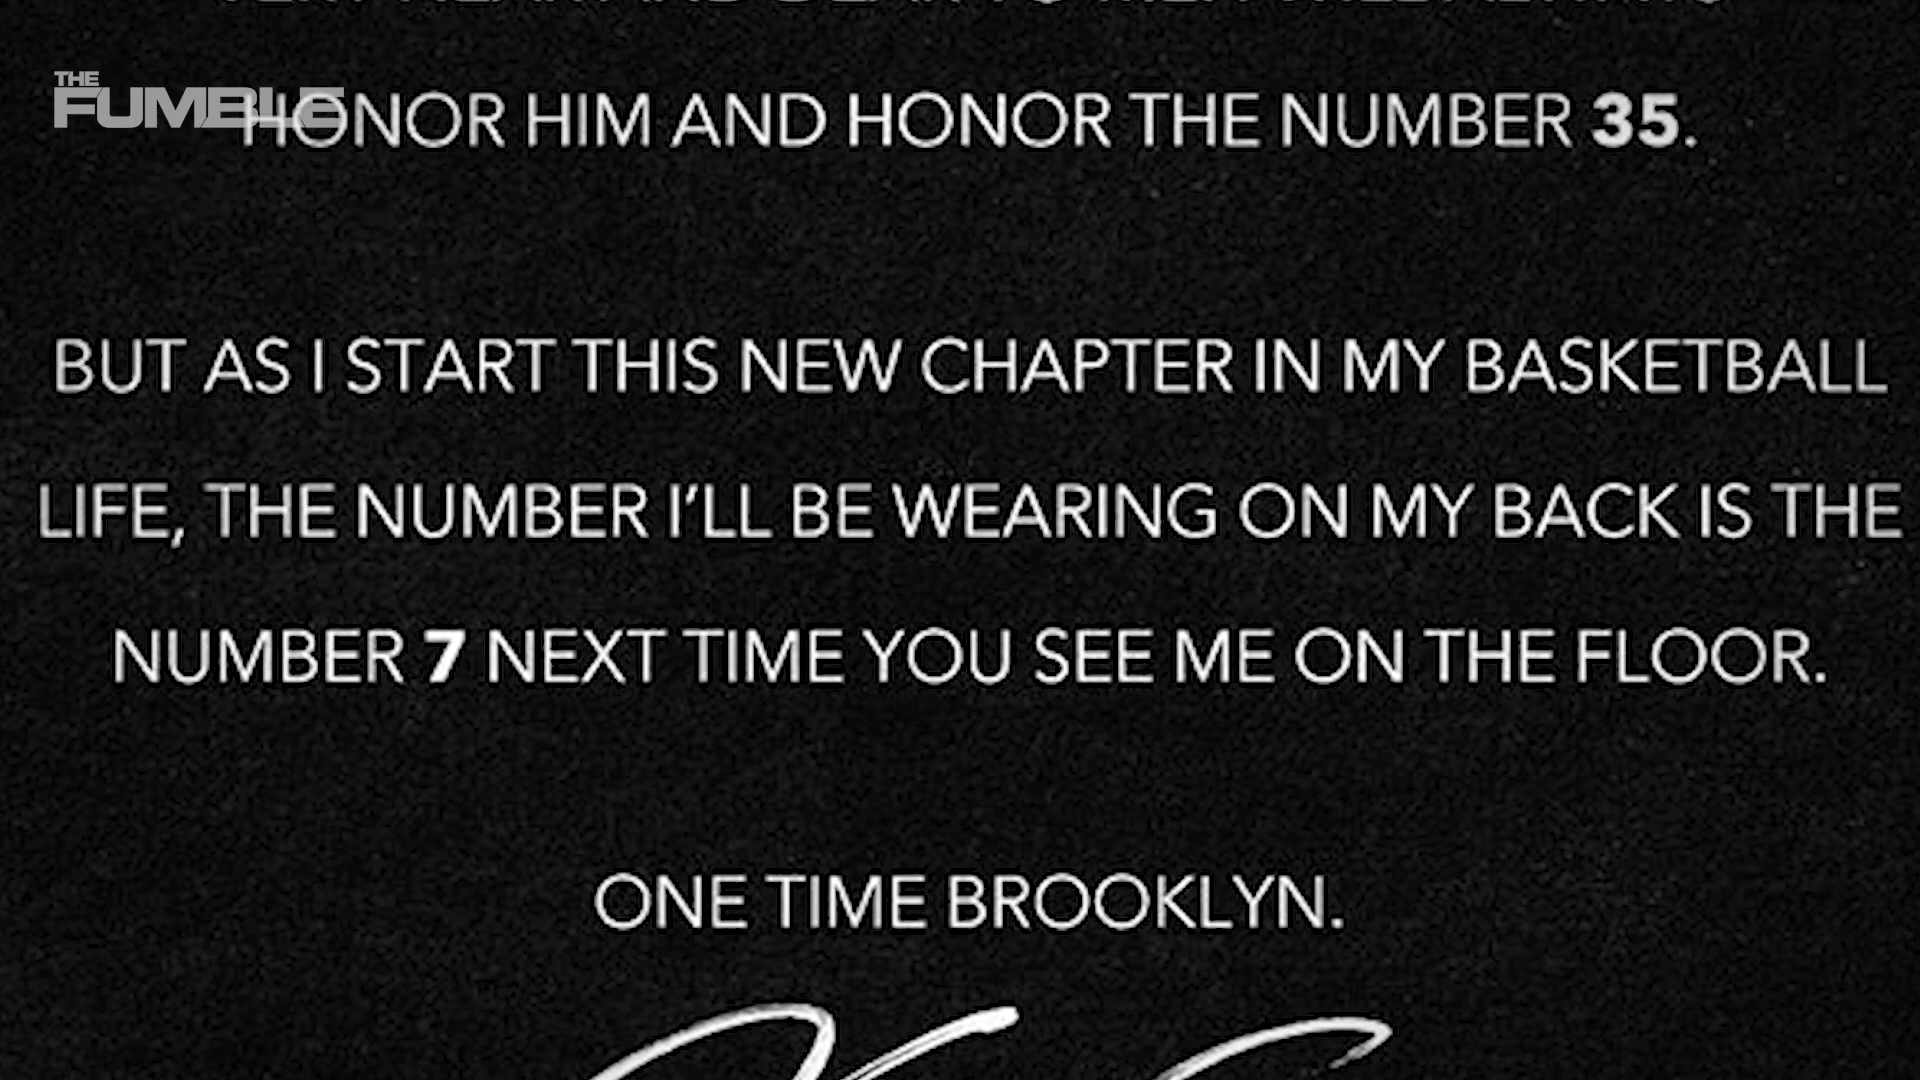 THE
FUMBLE
HONOR HIM AND HONOR THE NUMBER 35.
BUT AS I START THIS NEW CHAPTER IN MY BASKETBALL
LIFE, THE NUMBER I'LL BE WEARING ON MY BACK IS THE
NUMBER 7 NEXT TIME YOU SEE ME ON THE FLOOR.
ONE TIME BROOKLYN.